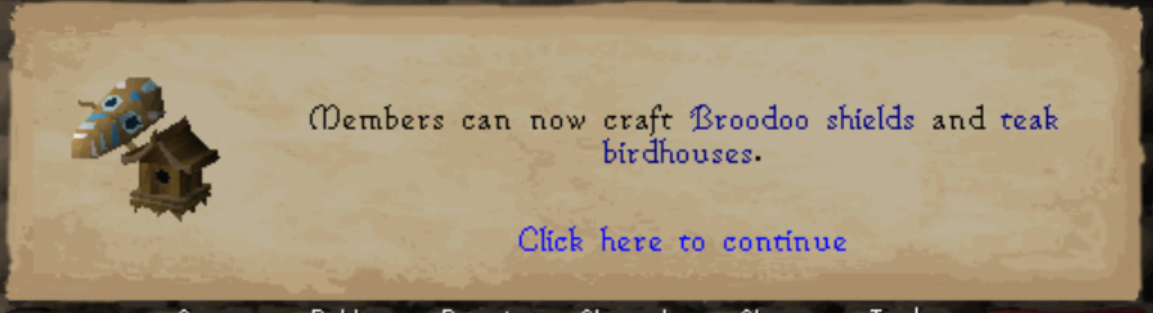 Members can now craft Broodoo shields and teak
birdhouses.
Click here to continue